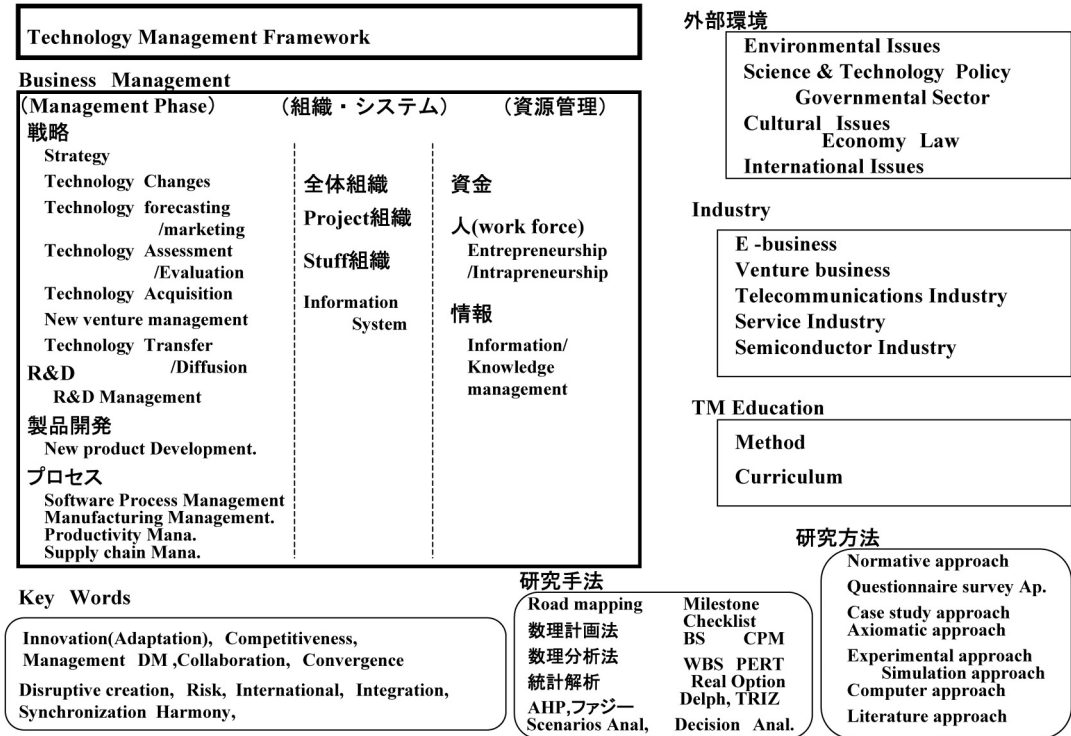 Technology Management Framework
Business Management
(Management Phase)
戦略
Strategy
Technology Changes
Technology forecasting
/marketing
Technology Assessment
/Evaluation
Technology Acquisition
New venture management
Technology Transfer
/Diffusion
R&D
R&D Management
製品開発
New product Development.
プロセス
Software Process Management
Manufacturing Management.
Productivity Mana.
Supply chain Mana.
(組織・システム)
全体組織
Project組織
Stuff組織
Information
System
(資源管理)
資金
人(work force)
Entrepreneurship
/Intrapreneurship
情報
Information/
Knowledge
management
外部環境
Environmental Issues
Science & Technology Policy
Governmental Sector
Cultural Issues
Economy Law
International Issues
Industry
E -business
Venture business
Telecommunications Industry
Service Industry
Semiconductor Industry
TM Education
Method
Curriculum
Key Words
Innovation(Adaptation), Competitiveness,
Management DM ,Collaboration, Convergence
Disruptive creation, Risk, International, Integration,
Synchronization Harmony,
研究手法
Road mapping
数理計画法
数理分析法
統計解析
AHP,ファジー
Scenarios Anal,
Milestone
Checklist
BS CPM
WBS PERT
Real Option
Delph, TRIZ
Decision Anal.
研究方法
Normative approach
Questionnaire survey Ap.
Case study approach
Axiomatic approach
Experimental approach
Simulation approach
Computer approach
Literature approach